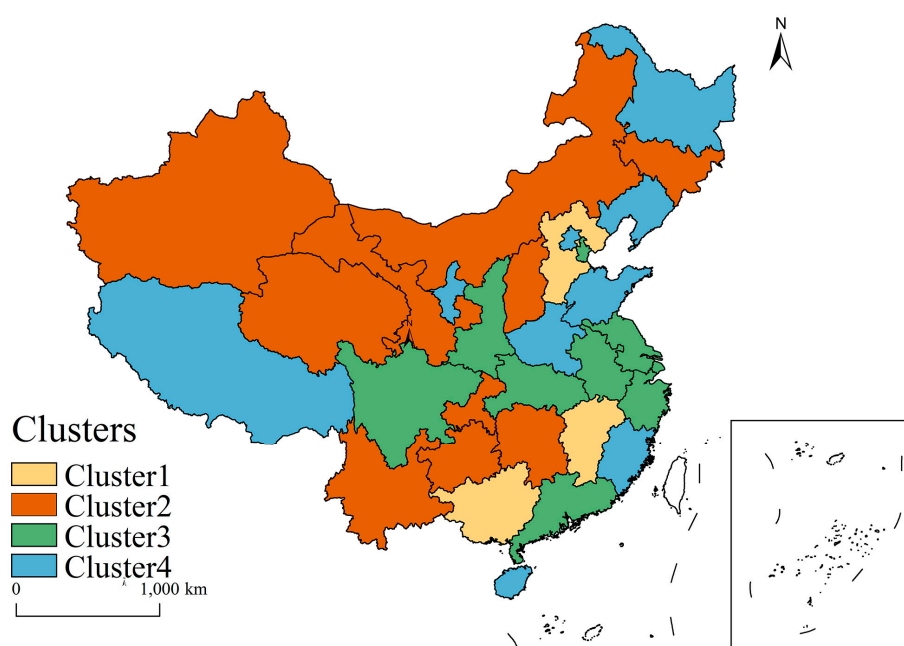 N
N
Clusters
Cluster1
Cluster2
Cluster3
Cluster4
0 1,000 km